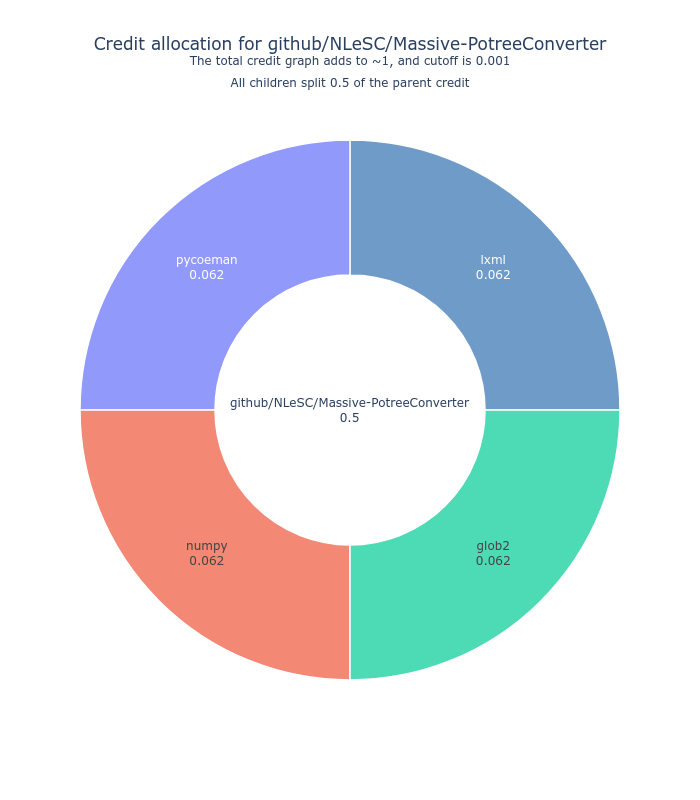 Credit allocation for github/NLeSC/Massive-PotreeConverter
The total credit graph adds to ~1, and cutoff is 0.001
All children split 0.5 of the parent credit
pycoeman
0.062
lxml
0.062
github/NLeSC/Massive-PotreeConverter
0.5
numpy
0.062
glob2
0.062